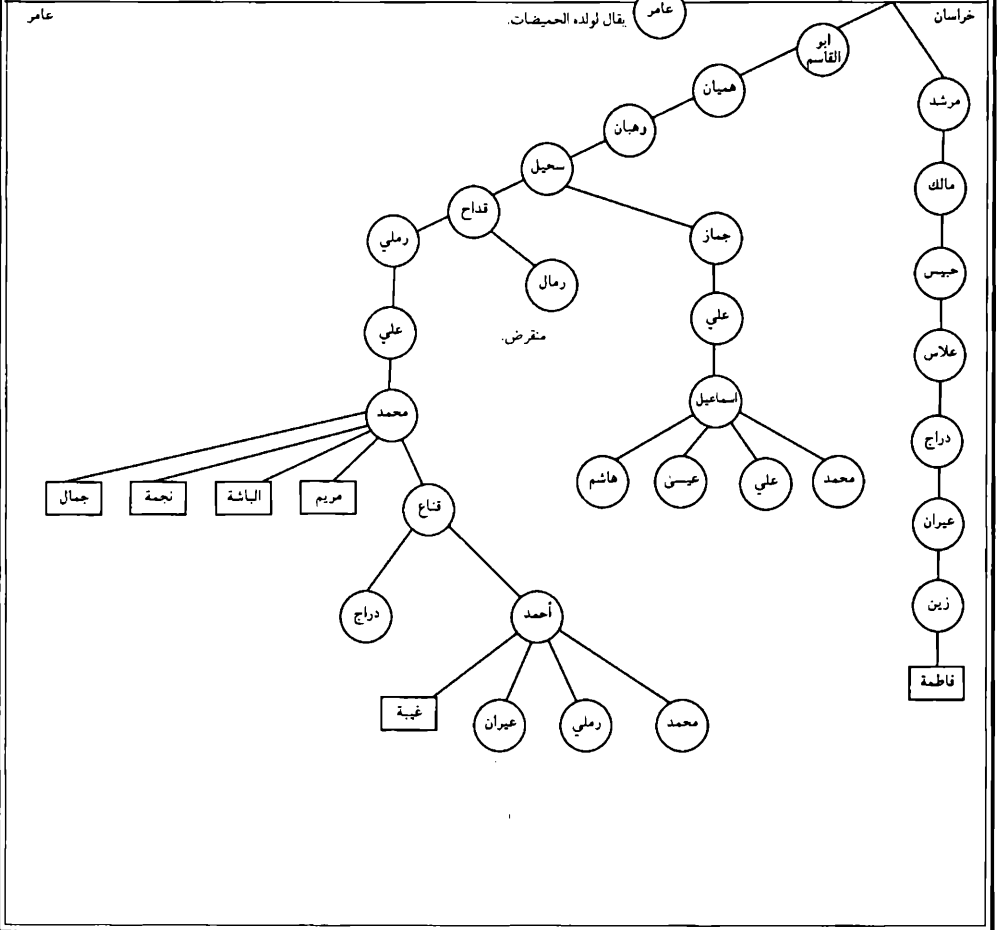 خراسان
عامر
عامر
يقال لولده الحميضات.
ابو
القاسم
هميان
مرشد
وهبان
سحيل
مالك
قداح
رملي
جماز
رمال
حبيس
منقرض.
علي
علي
علاس
محمد
اسماعيل
دراج
محمد
علي
عيسى
هاشم
مريم
الباشة
نجمة
جمال
قناع
عيران
زين
أحمد
دراج
فاطمة
محمد
رملي
عيران
غيبة